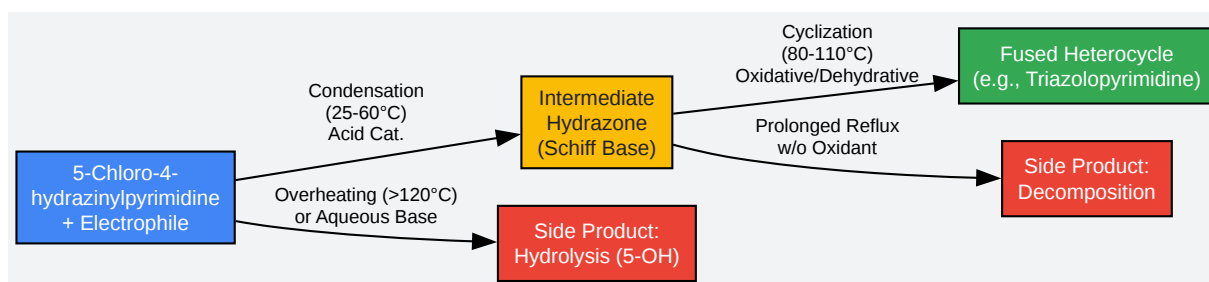 5-Chloro-4-
hydrazinylpyrimidine
+ Electrophile
Condensation
(25-60°C)
Acid Cat.
Overheating (>120°C)
or Aqueous Base
Intermediate
Hydrazone
(Schiff Base)
Side Product:
Hydrolysis (5-OH)
Cyclization
(80-110°C)
Oxidative/Dehydrative
Prolonged Reflux
w/o Oxidant
Fused Heterocycle
(e.g., Triazolopyrimidine)
Side Product:
Decomposition